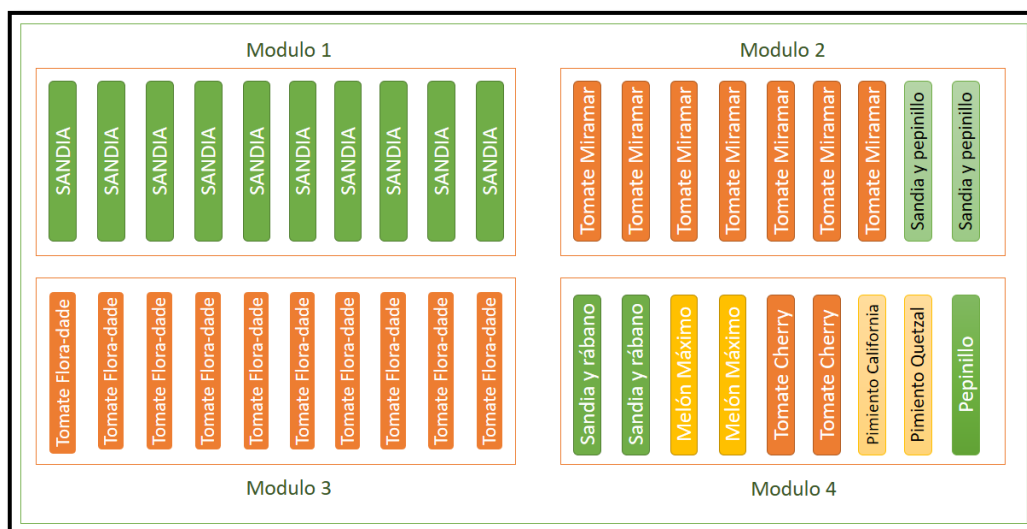 Modulo 1
SANDIA
SANDIA
SANDIA
SANDIA
SANDIA
SANDIA
SANDIA
SANDIA
SANDIA
SANDIA
Modulo 2
Tomate Miramar
Tomate Miramar
Tomate Miramar
Tomate Miramar
Tomate Miramar
Tomate Miramar
Tomate Miramar
Sandia y pepinillo
Sandia y pepinillo
Tomate Flora-dade
Tomate Flora-dade
Tomate Flora-dade
Tomate Flora-dade
Tomate Flora-dade
Tomate Flora-dade
Tomate Flora-dade
Tomate Flora-dade
Tomate Flora-dade
Tomate Flora-dade
Modulo 3
Sandia y rábano
Sandia y rábano
Melón Máximo
Melón Máximo
Tomate Cherry
Tomate Cherry
Pimiento California
Pimiento Quetzal
Pepinillo
Modulo 4